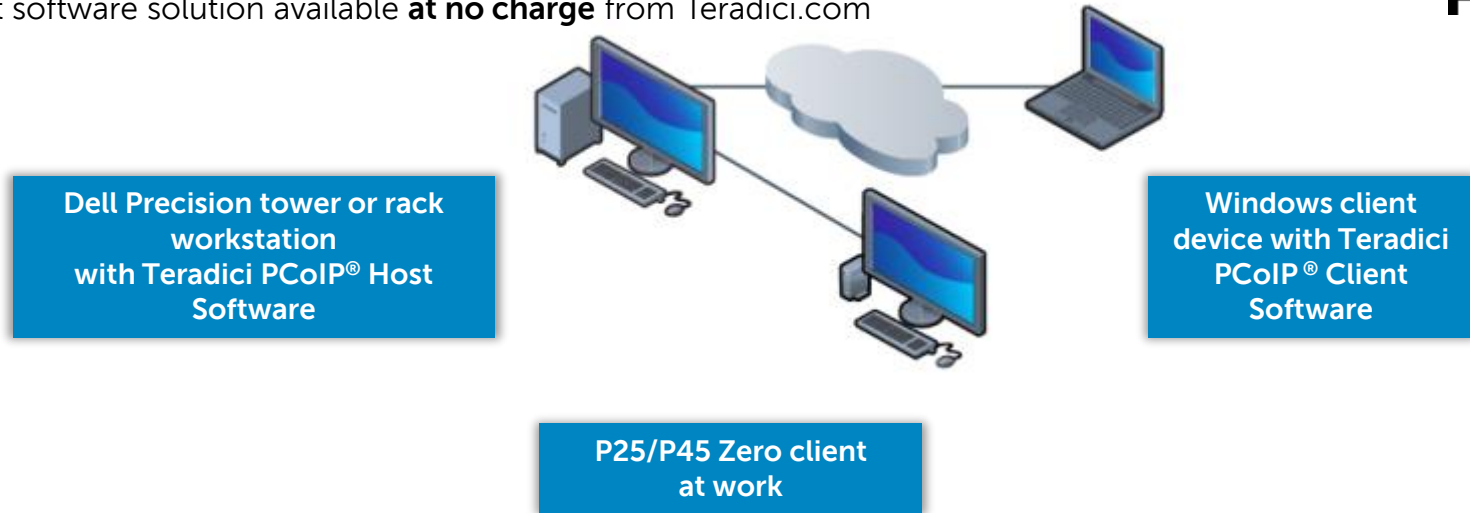 software solution available at no charge from Teradici.com
Dell Precision tower or rack
workstation
with Teradici PCoIP® Host
Software
Windows client
device with Teradici
PCoIP ® Client
Software
P25/P45 Zero client
at work